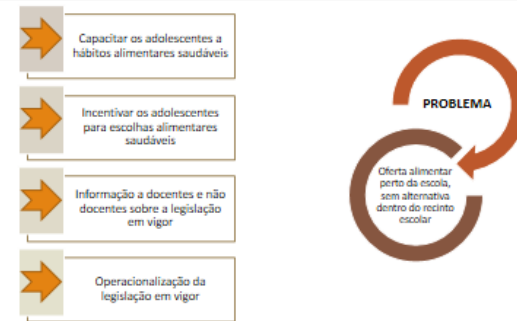 Capacitar os adolescentes a
hábitos alimentares saudáveis
Incentivar os adolescentes
para escolhas alimentares
saudáveis
Informação a docentes e não
docentes sobre a legislação
em vigor
Operacionalização da
legislação em vigor
PROBLEMA
Oferta alimentar
perto da escola,
sem alternativa
dentro do recinto
escolar